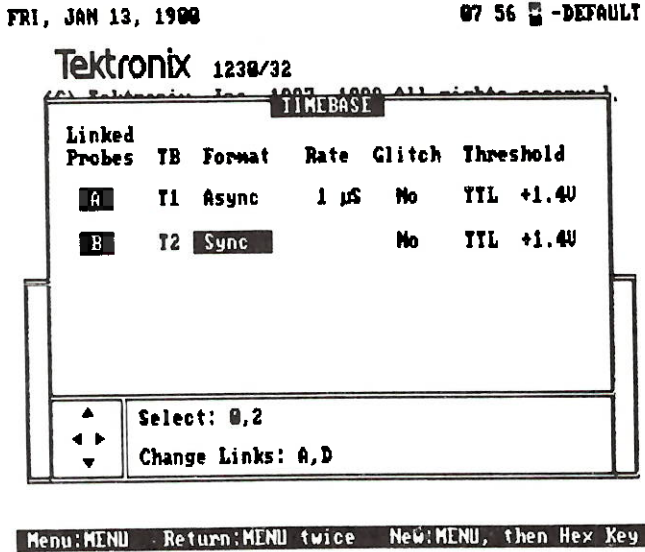 FRI, JAN 13, 1988
07 56 -DEFAULT
Tektronix 1230/32
TIMEBASE
Linked
Probes TB Format Rate Glitch Threshold
A T1 Async 1 µS No TTL +1.4V
B T2 Sync No TTL +1.4V
Select: 0,2
Change Links: A,D
Menu:MENU Return:MENU twice New:MENU, then Hex Key